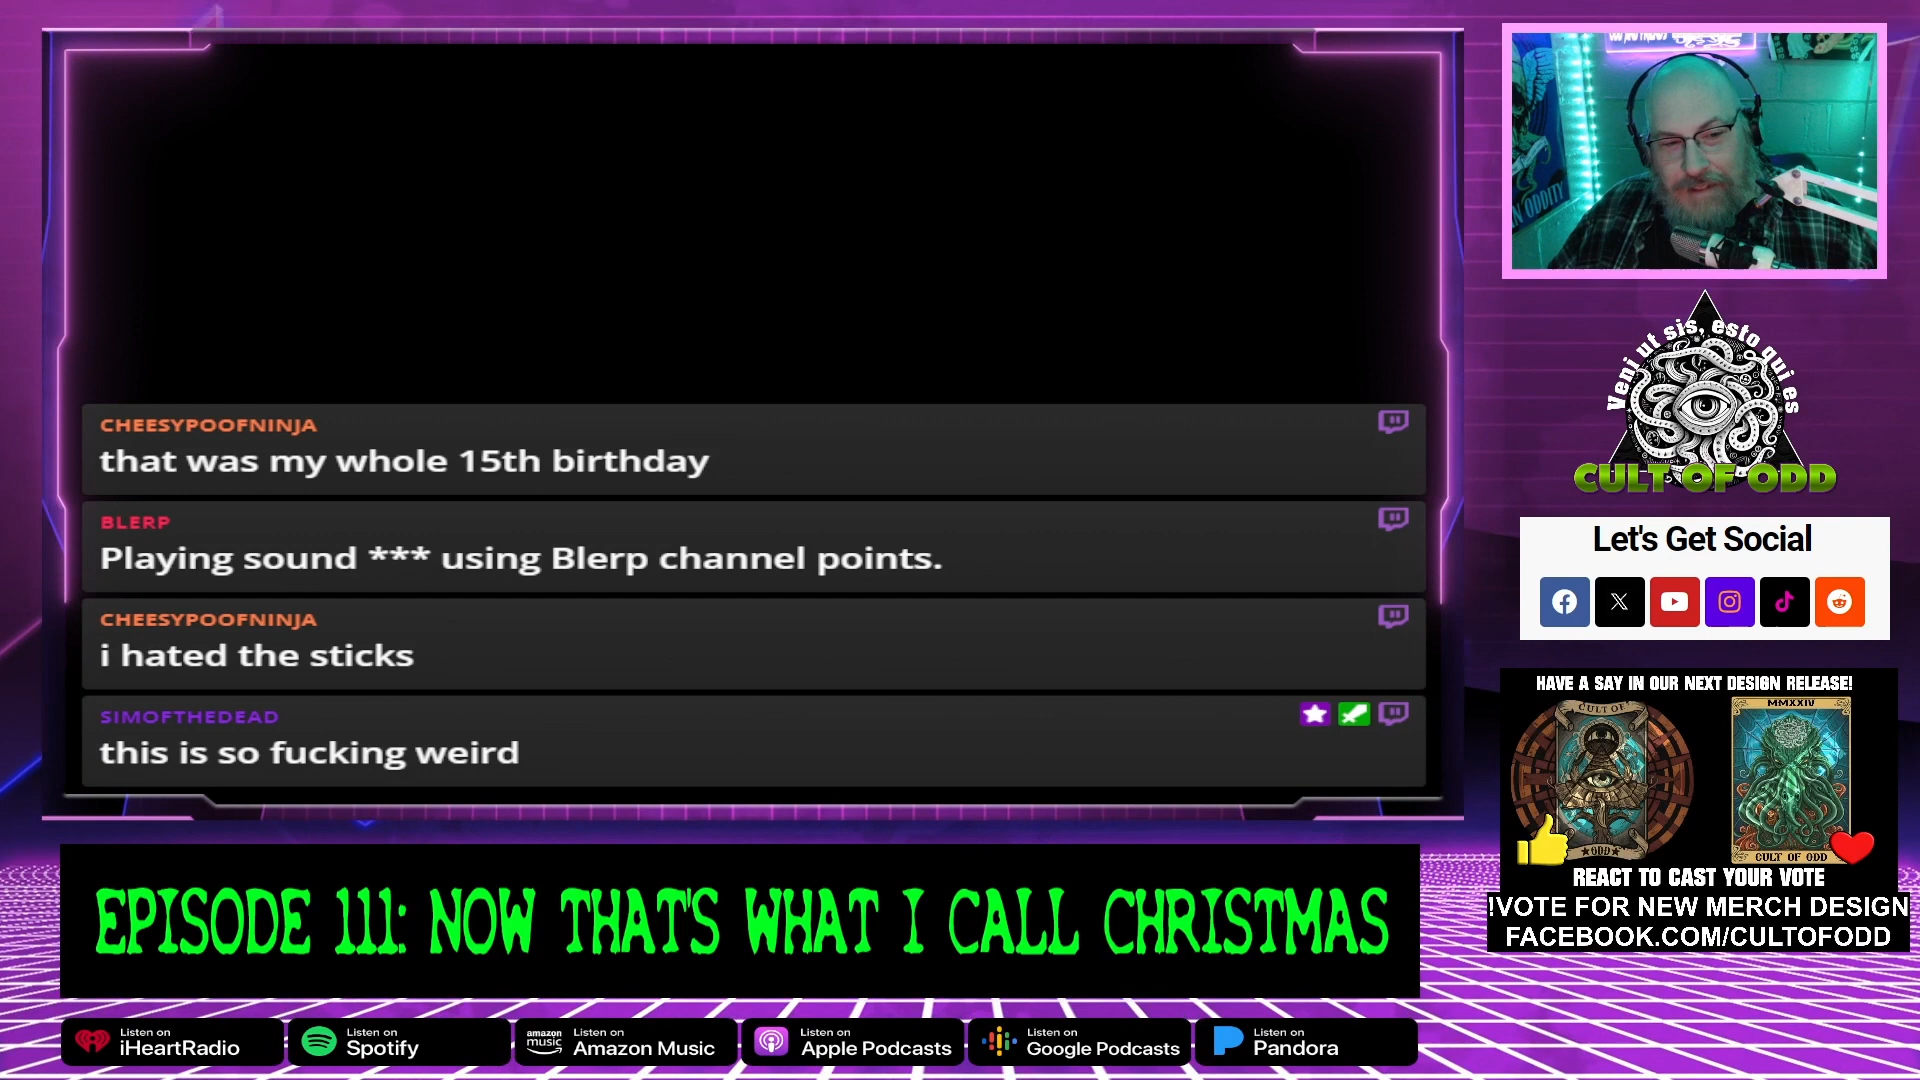 CHEESYPOOFNINJA
that was my whole 15th birthday
BLERP
Playing sound *** using Blerp channel points.
CHEESYPOOFNINJA
i hated the sticks
SIMOFTHEDEAD
this is so fucking weird
EPISODE 111: NOW THAT'S WHAT I CALL CHRISTMAS
Listen on
iHeartRadio
Listen on
Spotify
amazon
music
Listen on
Amazon Music
Listen on
Apple Podcasts
Listen on
Google Podcasts
Listen on
Pandora
N ODDITY
Veni ut sis, esto qui es
CULT OF ODD
Let's Get Social
HAVE A SAY IN OUR NEXT DESIGN RELEASE!
CULT OF
ODD
MMXXIV
CULT OF ODD
REACT TO CAST YOUR VOTE
!VOTE FOR NEW MERCH DESIGN
FACEBOOK.COM/CULTOFODD